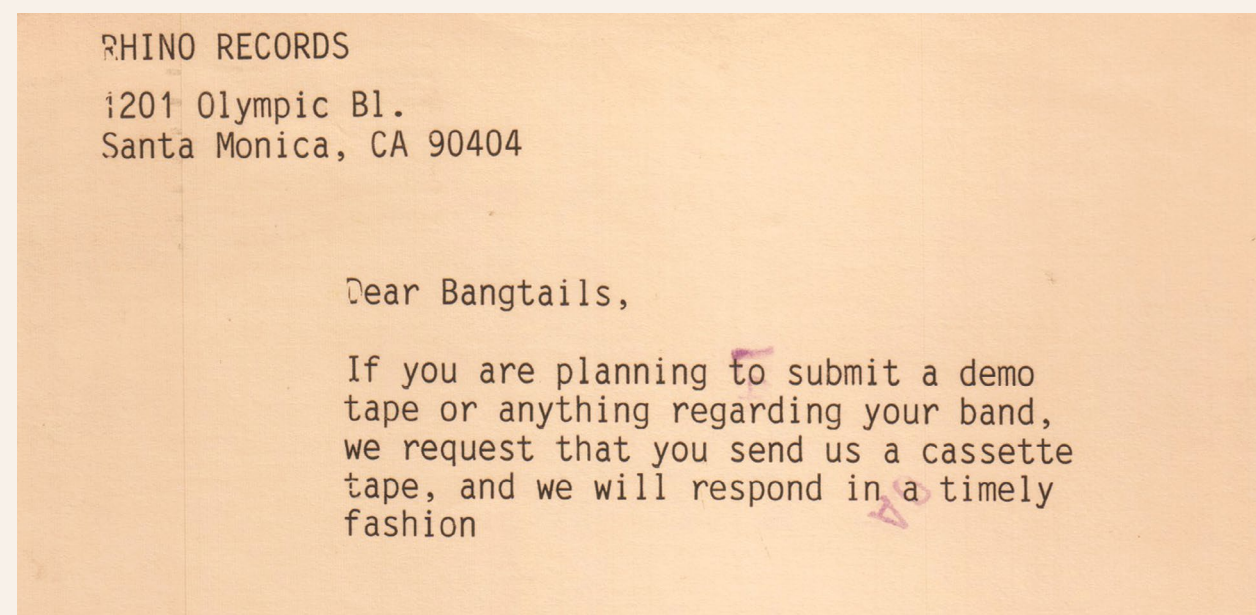 RHINO RECORDS
1201 Olympic Bl.
Santa Monica, CA 90404
Dear Bangtails,
If you are planning to submit a demo
tape or anything regarding your band,
we request that you send us a cassette
tape, and we will respond in a timely
fashion